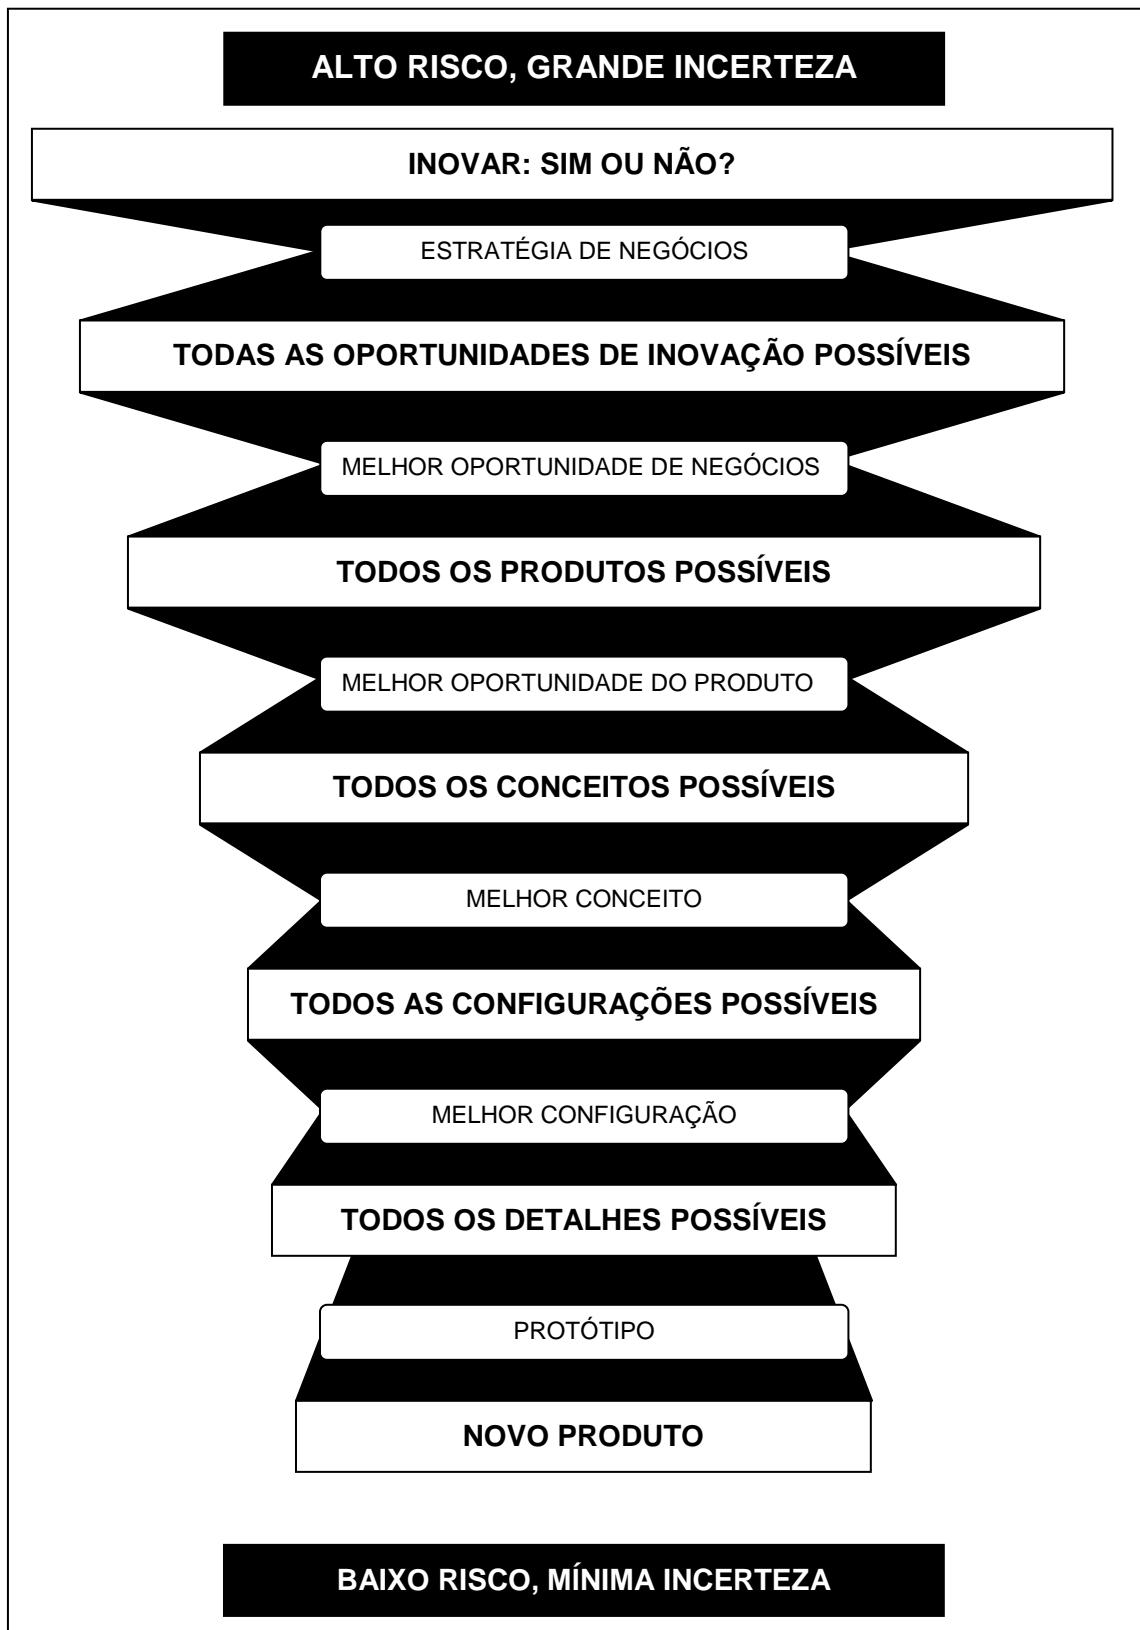 ALTO RISCO, GRANDE INCERTEZA
INOVAR: SIM OU NÃO?
ESTRATÉGIA DE NEGÓCIOS
TODAS AS OPORTUNIDADES DE INOVAÇÃO POSSÍVEIS
MELHOR OPORTUNIDADE DE NEGÓCIOS
TODOS OS PRODUTOS POSSÍVEIS
MELHOR OPORTUNIDADE DO PRODUTO
TODOS OS CONCEITOS POSSÍVEIS
MELHOR CONCEITO
TODOS AS CONFIGURAÇÕES POSSÍVEIS
MELHOR CONFIGURAÇÃO
TODOS OS DETALHES POSSÍVEIS
PROTÓTIPO
NOVO PRODUTO
BAIXO RISCO, MÍNIMA INCERTEZA